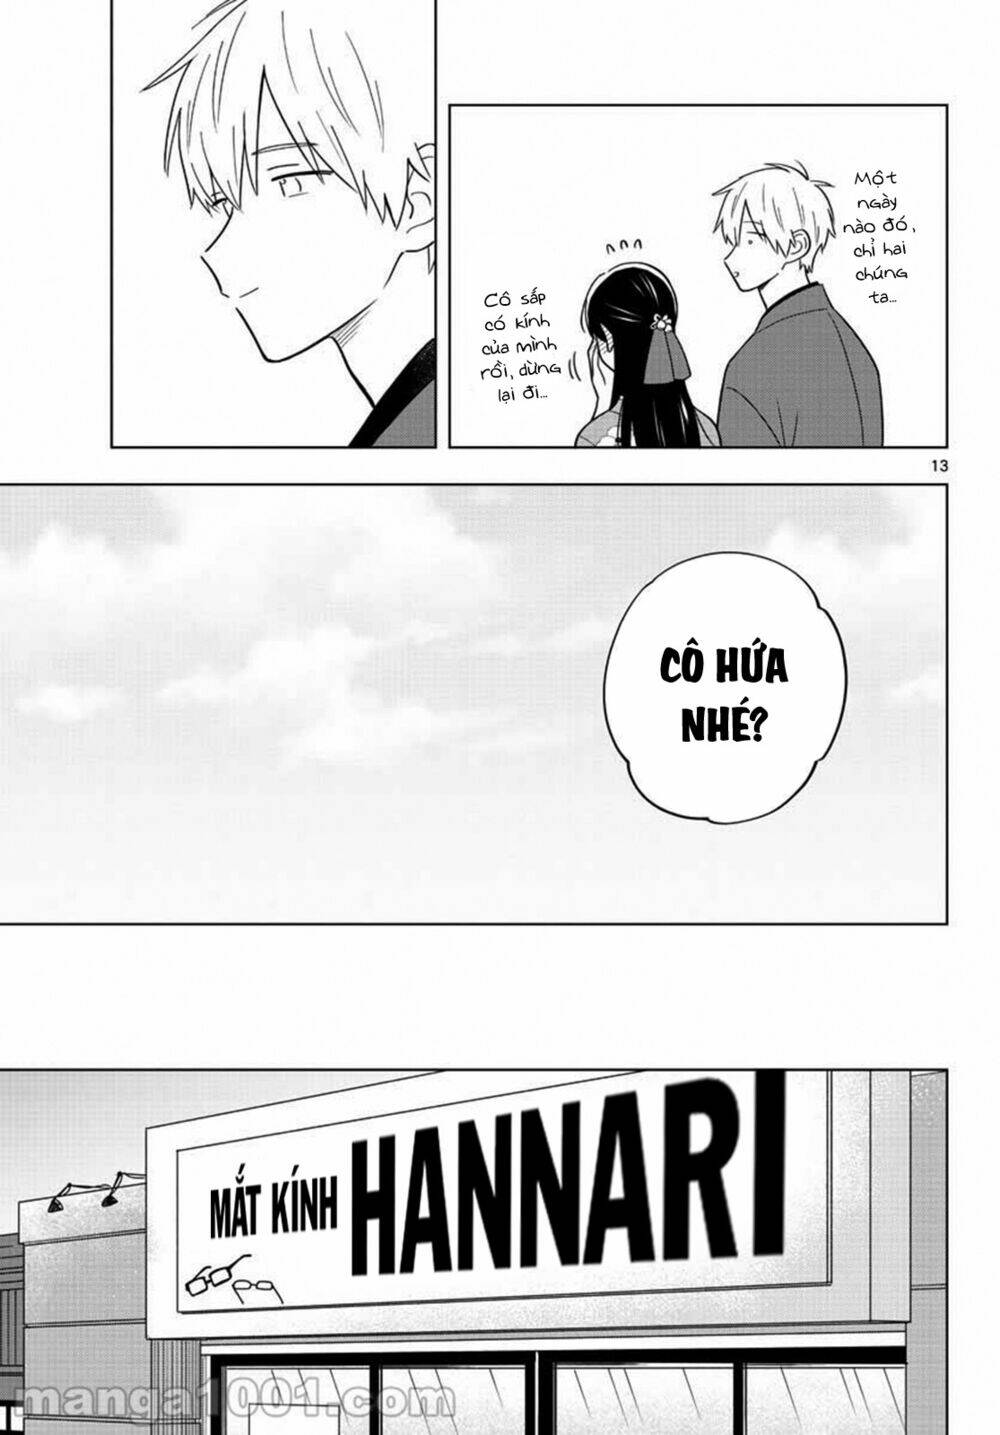 Một
ngày
nào đó,
chỉ hai
chúng
ta...
Cô sắp
có kính
của mình
rồi, dừng
lại đi...
13
CÔ HỨA
NHÉ?
MẮT KÍNH HANNARI
manga1001.com